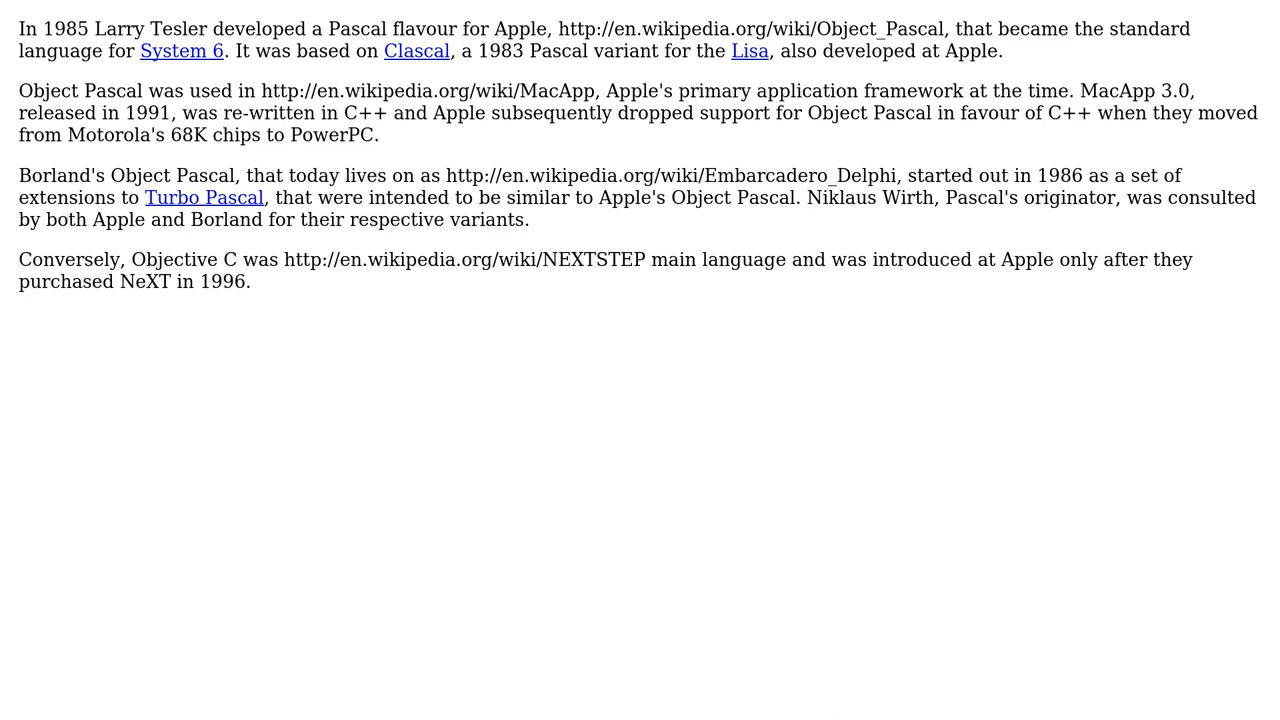 In 1985 Larry Tesler developed a Pascal flavour for Apple, http://en.wikipedia.org/wiki/Object_Pascal, that became the standard
language for System 6. It was based on Clascal, a 1983 Pascal variant for the Lisa, also developed at Apple.
Object Pascal was used in http://en.wikipedia.org/wiki/MacApp, Apple's primary application framework at the time. MacApp 3.0,
released in 1991, was re-written in C++ and Apple subsequently dropped support for Object Pascal in favour of C++ when they moved
from Motorola's 68K chips to PowerPC.
Borland's Object Pascal, that today lives on as http://en.wikipedia.org/wiki/Embarcadero_Delphi, started out in 1986 as a set of
extensions to Turbo Pascal, that were intended to be similar to Apple's Object Pascal. Niklaus Wirth, Pascal's originator, was consulted
by both Apple and Borland for their respective variants.
Conversely, Objective C was http://en.wikipedia.org/wiki/NEXTSTEP main language and was introduced at Apple only after they
purchased NeXT in 1996.